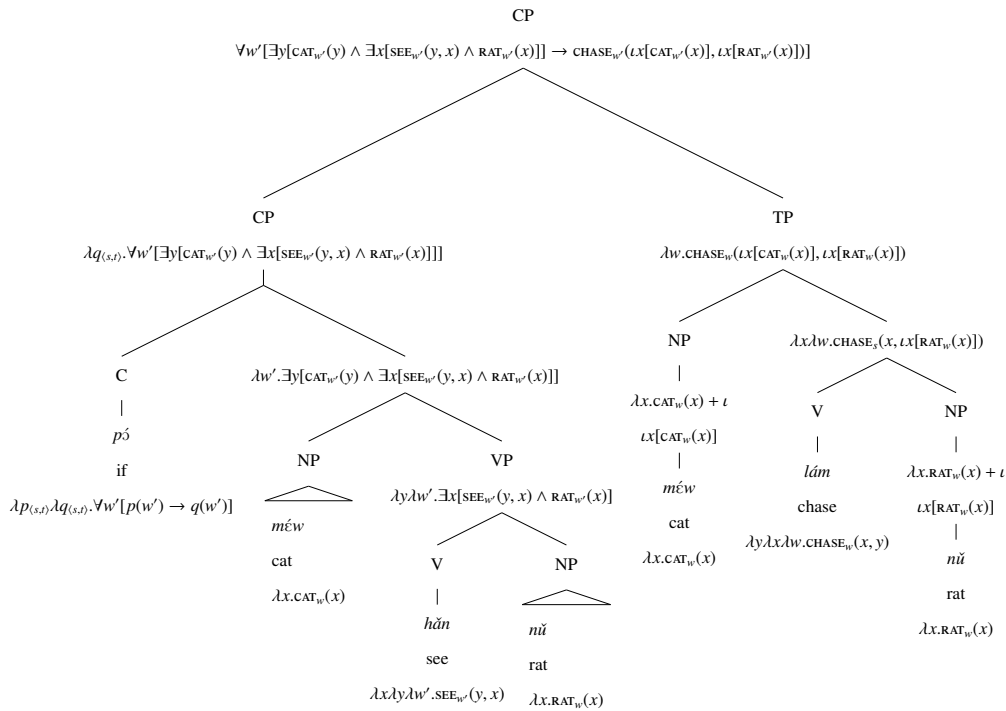 CP
∀w′[∃y[CAT_w′(y) ∧ ∃x[SEE_w′(y, x) ∧ RAT_w′(x)]] → CHASE_w′(ιx[CAT_w′(x)], ιx[RAT_w′(x)])]
CP TP
λq⟨s,t⟩.∀w′[∃y[CAT_w′(y) ∧ ∃x[SEE_w′(y, x) ∧ RAT_w′(x)]]] λw.CHASE_w(ιx[CAT_w(x)], ιx[RAT_w(x)])
C λw′.∃y[CAT_w′(y) ∧ ∃x[SEE_w′(y, x) ∧ RAT_w′(x)]] NP λxλw.CHASE_s(x, ιx[RAT_w(x)])
pɔ́ λx.CAT_w(x) + ι V NP
if NP VP ιx[CAT_w(x)] lám λx.RAT_w(x) + ι
λp⟨s,t⟩λq⟨s,t⟩.∀w′[p(w′) → q(w′)] λyλw′.∃x[SEE_w′(y, x) ∧ RAT_w′(x)] mɛ́w chase ιx[RAT_w(x)]
mɛ́w cat λyλxλw.CHASE_w(x, y)
cat V NP λx.CAT_w(x) nǔ
λx.CAT_w(x) hǎn nǔ rat
see rat λx.RAT_w(x)
λxλyλw′.SEE_w′(y, x) λx.RAT_w(x)